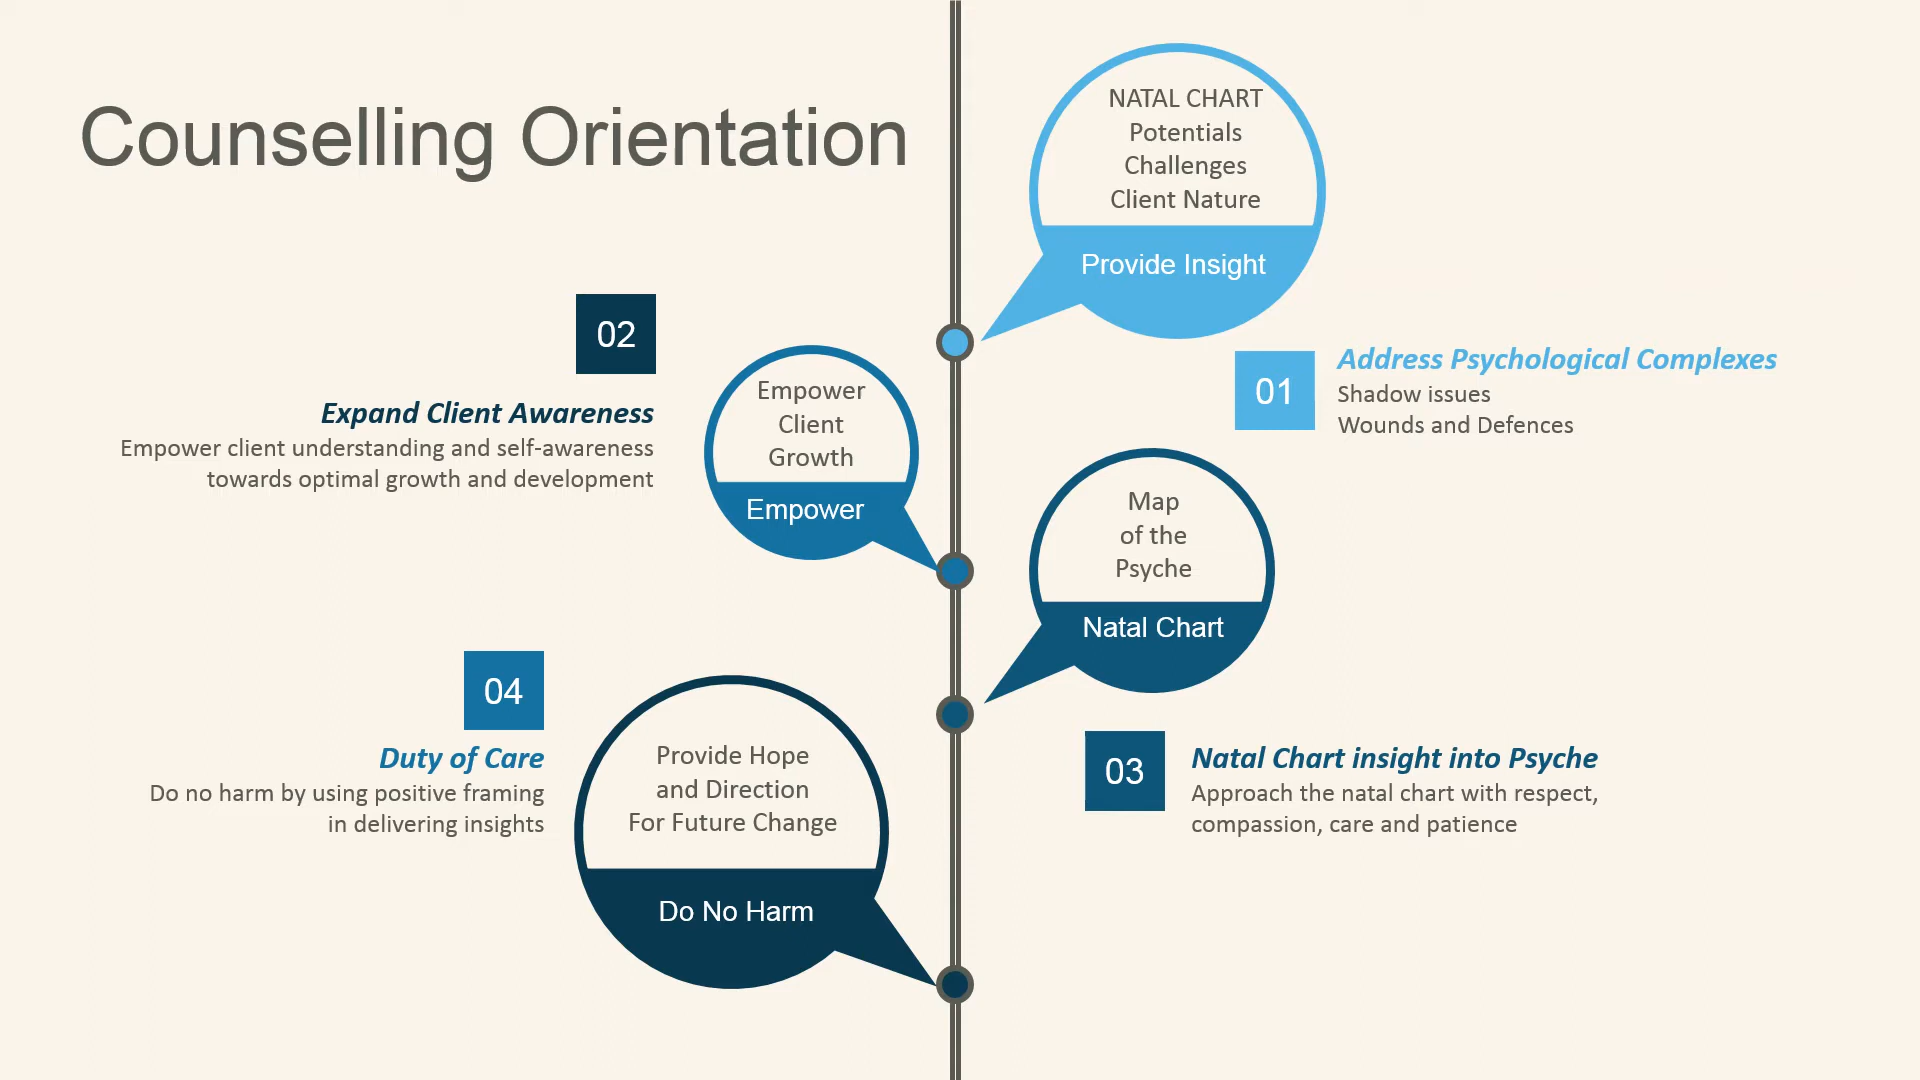 Counselling Orientation
NATAL CHART
Potentials
Challenges
Client Nature
Provide Insight
01
Address Psychological Complexes
Shadow issues
Wounds and Defences
02
Expand Client Awareness
Empower client understanding and self-awareness
towards optimal growth and development
Empower
Client
Growth
Empower
Map
of the
Psyche
Natal Chart
03
Natal Chart insight into Psyche
Approach the natal chart with respect,
compassion, care and patience
04
Duty of Care
Do no harm by using positive framing
in delivering insights
Provide Hope
and Direction
For Future Change
Do No Harm